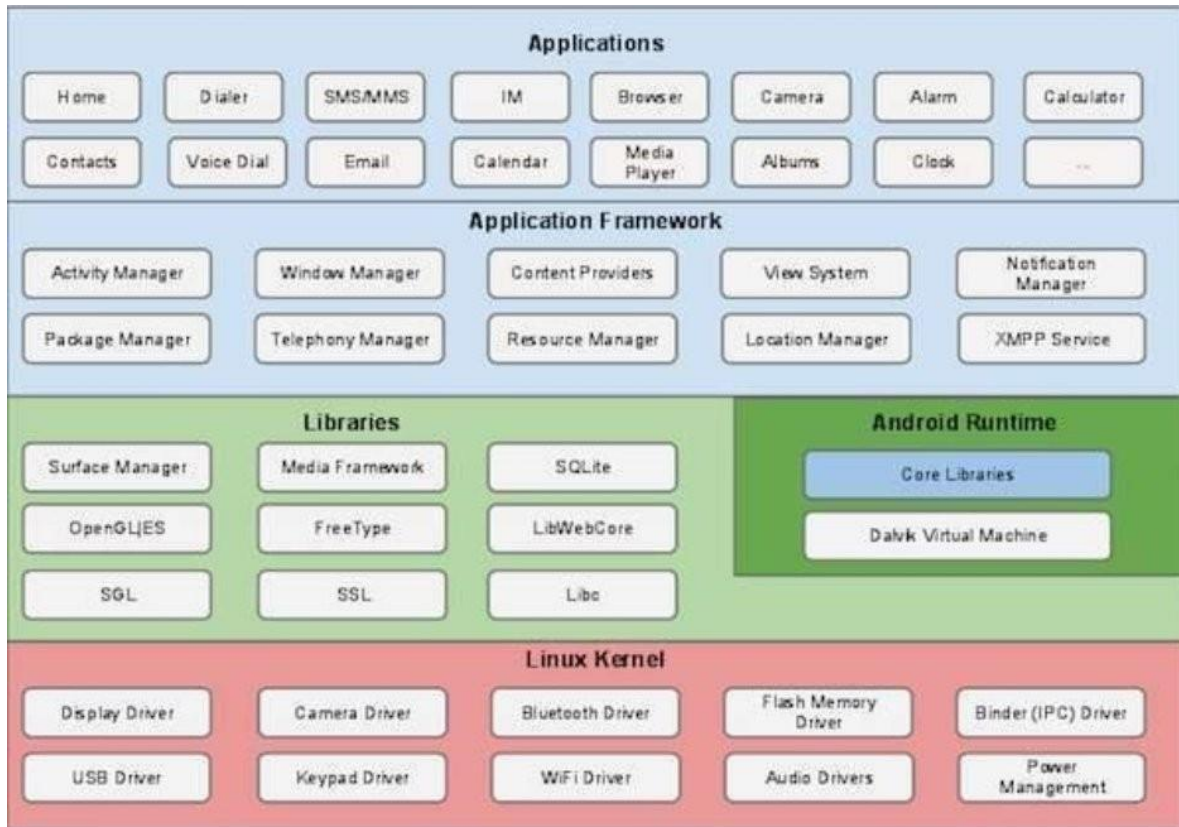 Applications
Home Dialer SMS/MMS IM Browser Camera Alarm Calculator
Contacts Voice Dial Email Calendar Media Player Albums Clock ...
Application Framework
Activity Manager Window Manager Content Providers View System Notification Manager
Package Manager Telephony Manager Resource Manager Location Manager XMPP Service
Libraries
Surface Manager Media Framework SQLite
OpenGL|ES FreeType LibWebCore
SGL SSL Libc
Android Runtime
Core Libraries
Dalvik Virtual Machine
Linux Kernel
Display Driver Camera Driver Bluetooth Driver Flash Memory Driver Binder (IPC) Driver
USB Driver Keypad Driver WiFi Driver Audio Drivers Power Management